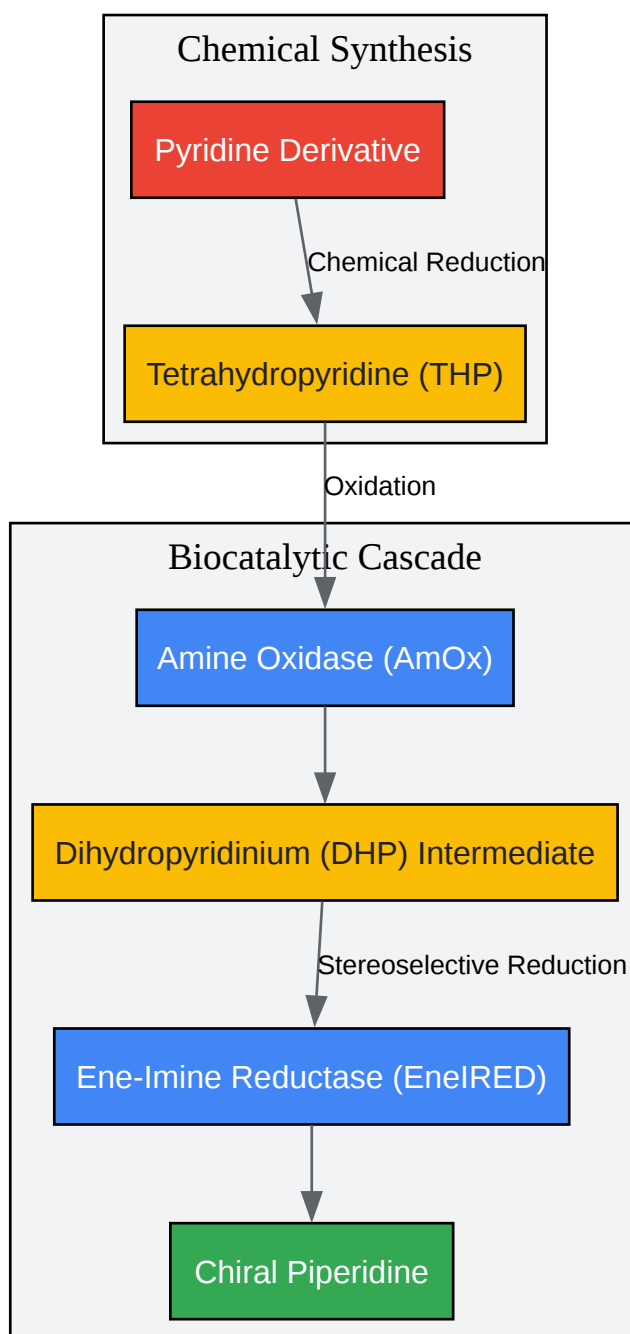 Chemical Synthesis
Pyridine Derivative
Chemical Reduction
Tetrahydropyridine (THP)
Oxidation
Biocatalytic Cascade
Amine Oxidase (AmOx)
Dihydropyridinium (DHP) Intermediate
Stereoselective Reduction
Ene-Imine Reductase (EneIRED)
Chiral Piperidine